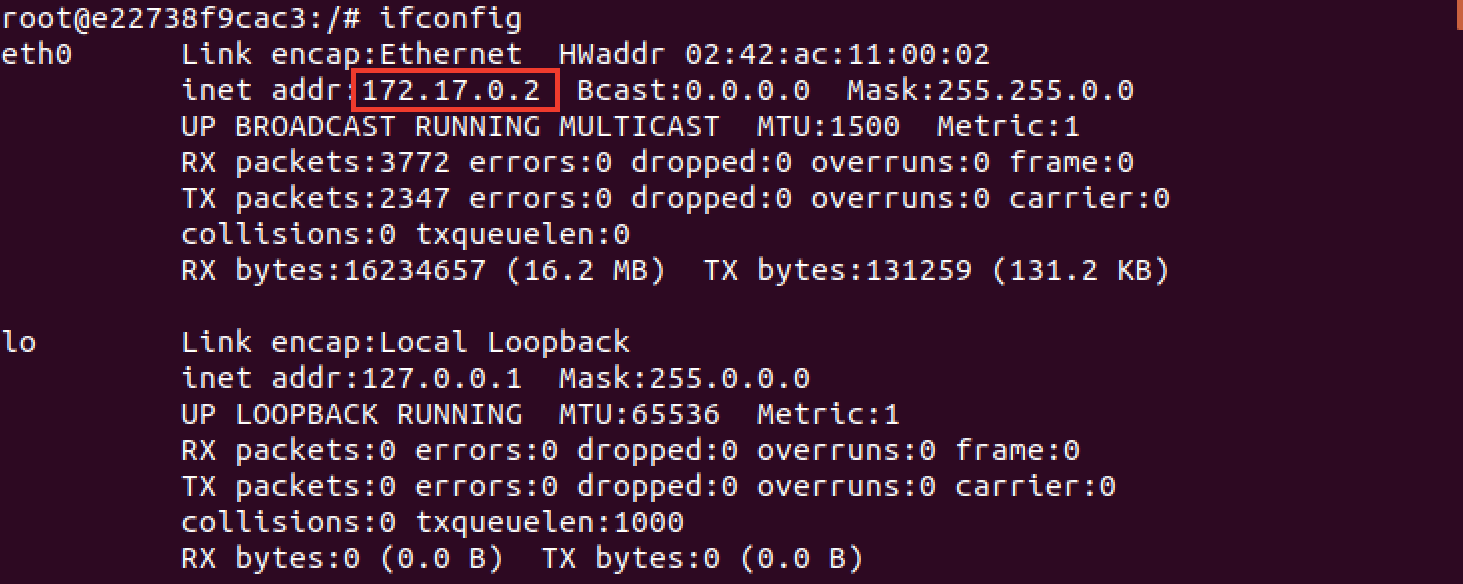 root@e22738f9cac3:/# ifconfig
eth0      Link encap:Ethernet  HWaddr 02:42:ac:11:00:02
          inet addr:172.17.0.2  Bcast:0.0.0.0  Mask:255.255.0.0
          UP BROADCAST RUNNING MULTICAST  MTU:1500  Metric:1
          RX packets:3772 errors:0 dropped:0 overruns:0 frame:0
          TX packets:2347 errors:0 dropped:0 overruns:0 carrier:0
          collisions:0 txqueuelen:0
          RX bytes:16234657 (16.2 MB)  TX bytes:131259 (131.2 KB)

lo        Link encap:Local Loopback
          inet addr:127.0.0.1  Mask:255.0.0.0
          UP LOOPBACK RUNNING  MTU:65536  Metric:1
          RX packets:0 errors:0 dropped:0 overruns:0 frame:0
          TX packets:0 errors:0 dropped:0 overruns:0 carrier:0
          collisions:0 txqueuelen:1000
          RX bytes:0 (0.0 B)  TX bytes:0 (0.0 B)